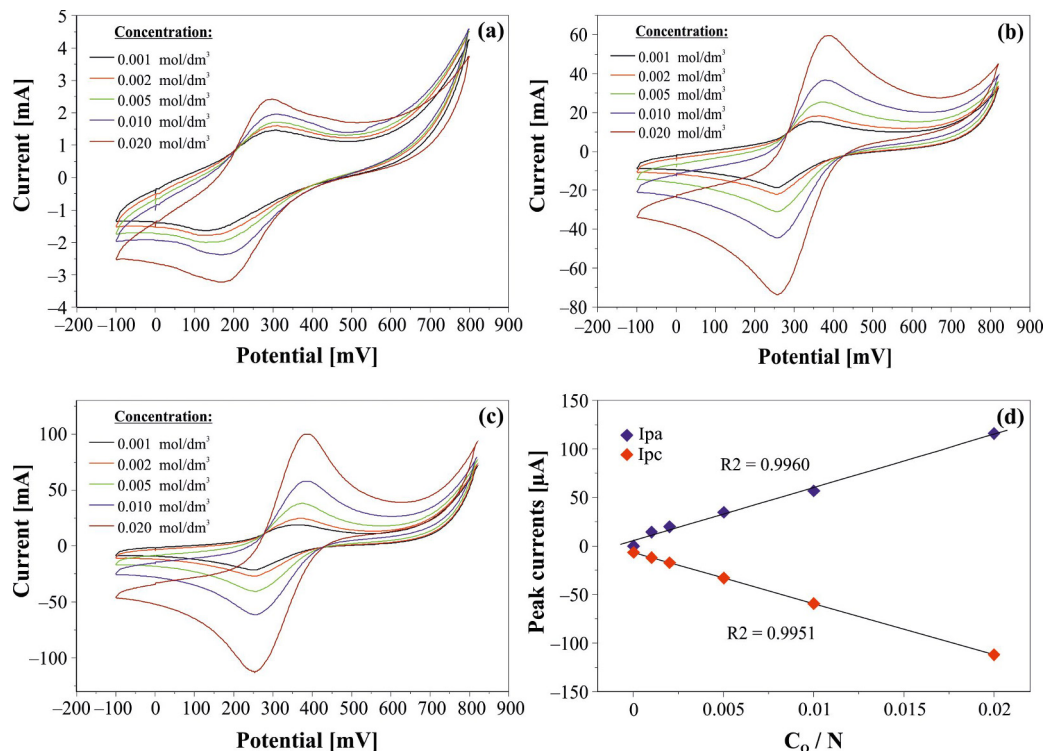 (a)
Concentration:
0.001 mol/dm³
0.002 mol/dm³
0.005 mol/dm³
0.010 mol/dm³
0.020 mol/dm³
Current [mA]
5
4
3
2
1
0
–1
–2
–3
4
–200 –100 0 100 200 300 400 500 600 700 800 900
Potential [mV]
(b)
Concentration:
0.001 mol/dm³
0.002 mol/dm³
0.005 mol/dm³
0.010 mol/dm³
0.020 mol/dm³
Current [mA]
60
40
20
0
–20
–40
–60
–80
–200 –100 0 100 200 300 400 500 600 700 800 900
Potential [mV]
(c)
Concentration:
0.001 mol/dm³
0.002 mol/dm³
0.005 mol/dm³
0.010 mol/dm³
0.020 mol/dm³
Current [mA]
100
50
0
–50
–100
–200 –100 0 100 200 300 400 500 600 700 800 900
Potential [mV]
(d)
Ipa
Ipc
R2 = 0.9960
R2 = 0.9951
Peak currents [µA]
150
100
50
0
–50
–100
–150
0 0.005 0.01 0.015 0.02
C₀ / N